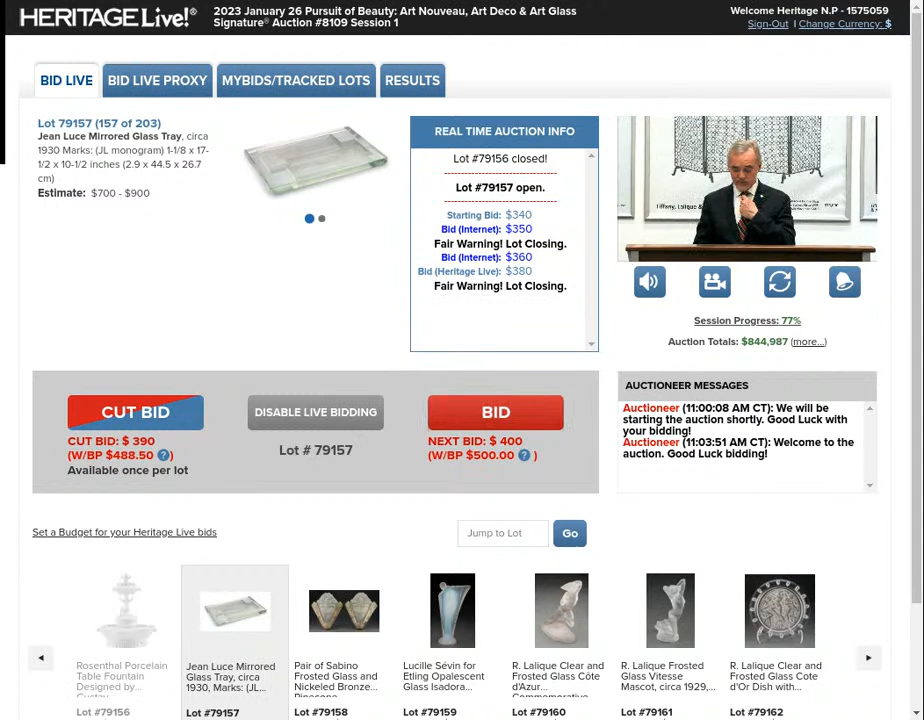 HERITAGE Live!®
2023 January 26 Pursuit of Beauty: Art Nouveau, Art Deco & Art Glass
Signature® Auction #8109 Session 1
Welcome Heritage N.P - 1575059
Sign-Out | Change Currency: $
BID LIVE
BID LIVE PROXY
MYBIDS/TRACKED LOTS
RESULTS
Lot 79157 (157 of 203)
Jean Luce Mirrored Glass Tray, circa
1930 Marks: (JL monogram) 1-1/8 x 17-
1/2 x 10-1/2 inches (2.9 x 44.5 x 26.7
cm)
Estimate: $700 - $900
REAL TIME AUCTION INFO
Lot #79156 closed!
Lot #79157 open.
Starting Bid: $340
Bid (Internet): $350
Fair Warning! Lot Closing.
Bid (Internet): $360
Bid (Heritage Live): $380
Fair Warning! Lot Closing.
Tiffany, Lalique &
Session Progress: 77%
Auction Totals: $844,987 (more...)
CUT BID
CUT BID: $ 390
(W/BP $488.50 ?)
Available once per lot
DISABLE LIVE BIDDING
Lot # 79157
BID
NEXT BID: $ 400
(W/BP $500.00 ? )
AUCTIONEER MESSAGES
Auctioneer (11:00:08 AM CT): We will be
starting the auction shortly. Good Luck with
your bidding!
Auctioneer (11:03:51 AM CT): Welcome to the
auction. Good Luck bidding!
Set a Budget for your Heritage Live bids
Jump to Lot
Go
Rosenthal Porcelain
Table Fountain
Designed by...
Lot #79156
Jean Luce Mirrored
Glass Tray, circa
1930, Marks: (JL...
Lot #79157
Pair of Sabino
Frosted Glass and
Nickeled Bronze...
Lot #79158
Lucille Sévin for
Etling Opalescent
Glass Isadora...
Lot #79159
R. Lalique Clear and
Frosted Glass Côte
d'Azur...
Lot #79160
R. Lalique Frosted
Glass Vitesse
Mascot, circa 1929,...
Lot #79161
R. Lalique Clear and
Frosted Glass Cote
d'Or Dish with...
Lot #79162